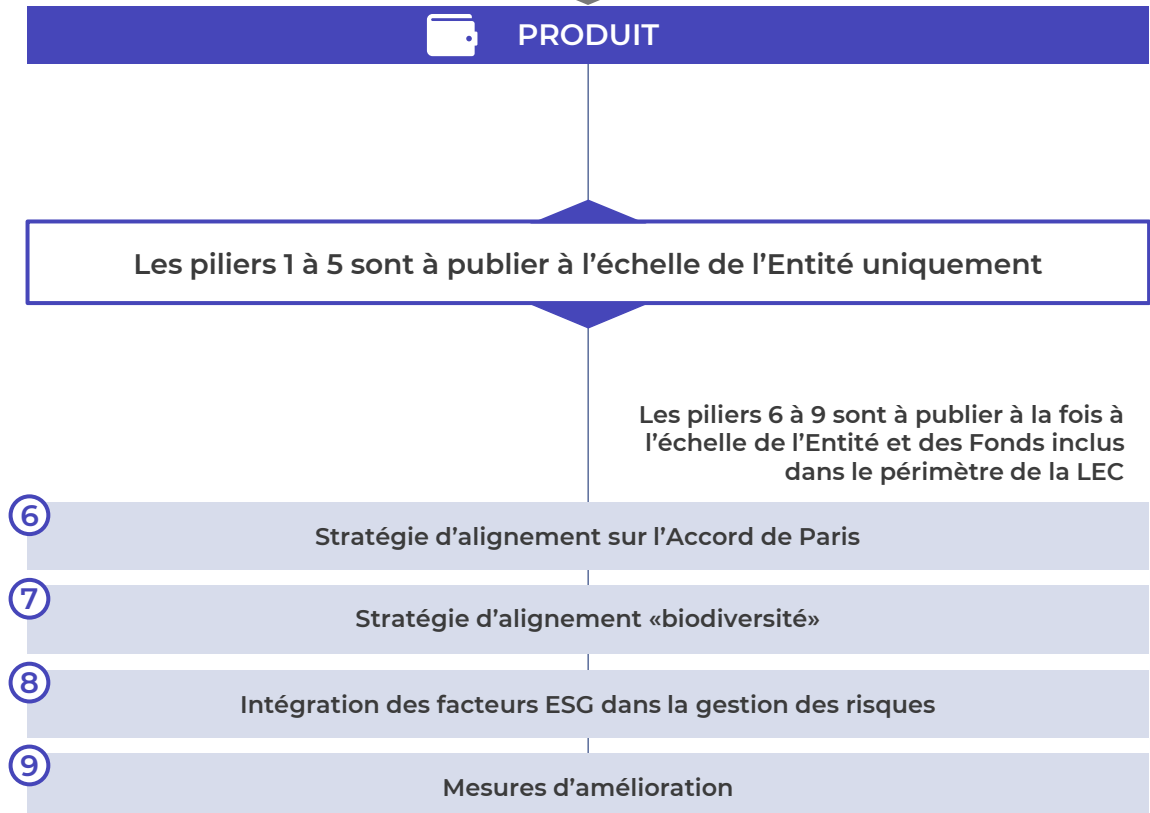 PRODUIT
Les piliers 1 à 5 sont à publier à l’échelle de l’Entité uniquement
Les piliers 6 à 9 sont à publier à la fois à
l’échelle de l’Entité et des Fonds inclus
dans le périmètre de la LEC
6
Stratégie d’alignement sur l’Accord de Paris
7
Stratégie d’alignement «biodiversité»
8
Intégration des facteurs ESG dans la gestion des risques
9
Mesures d’amélioration